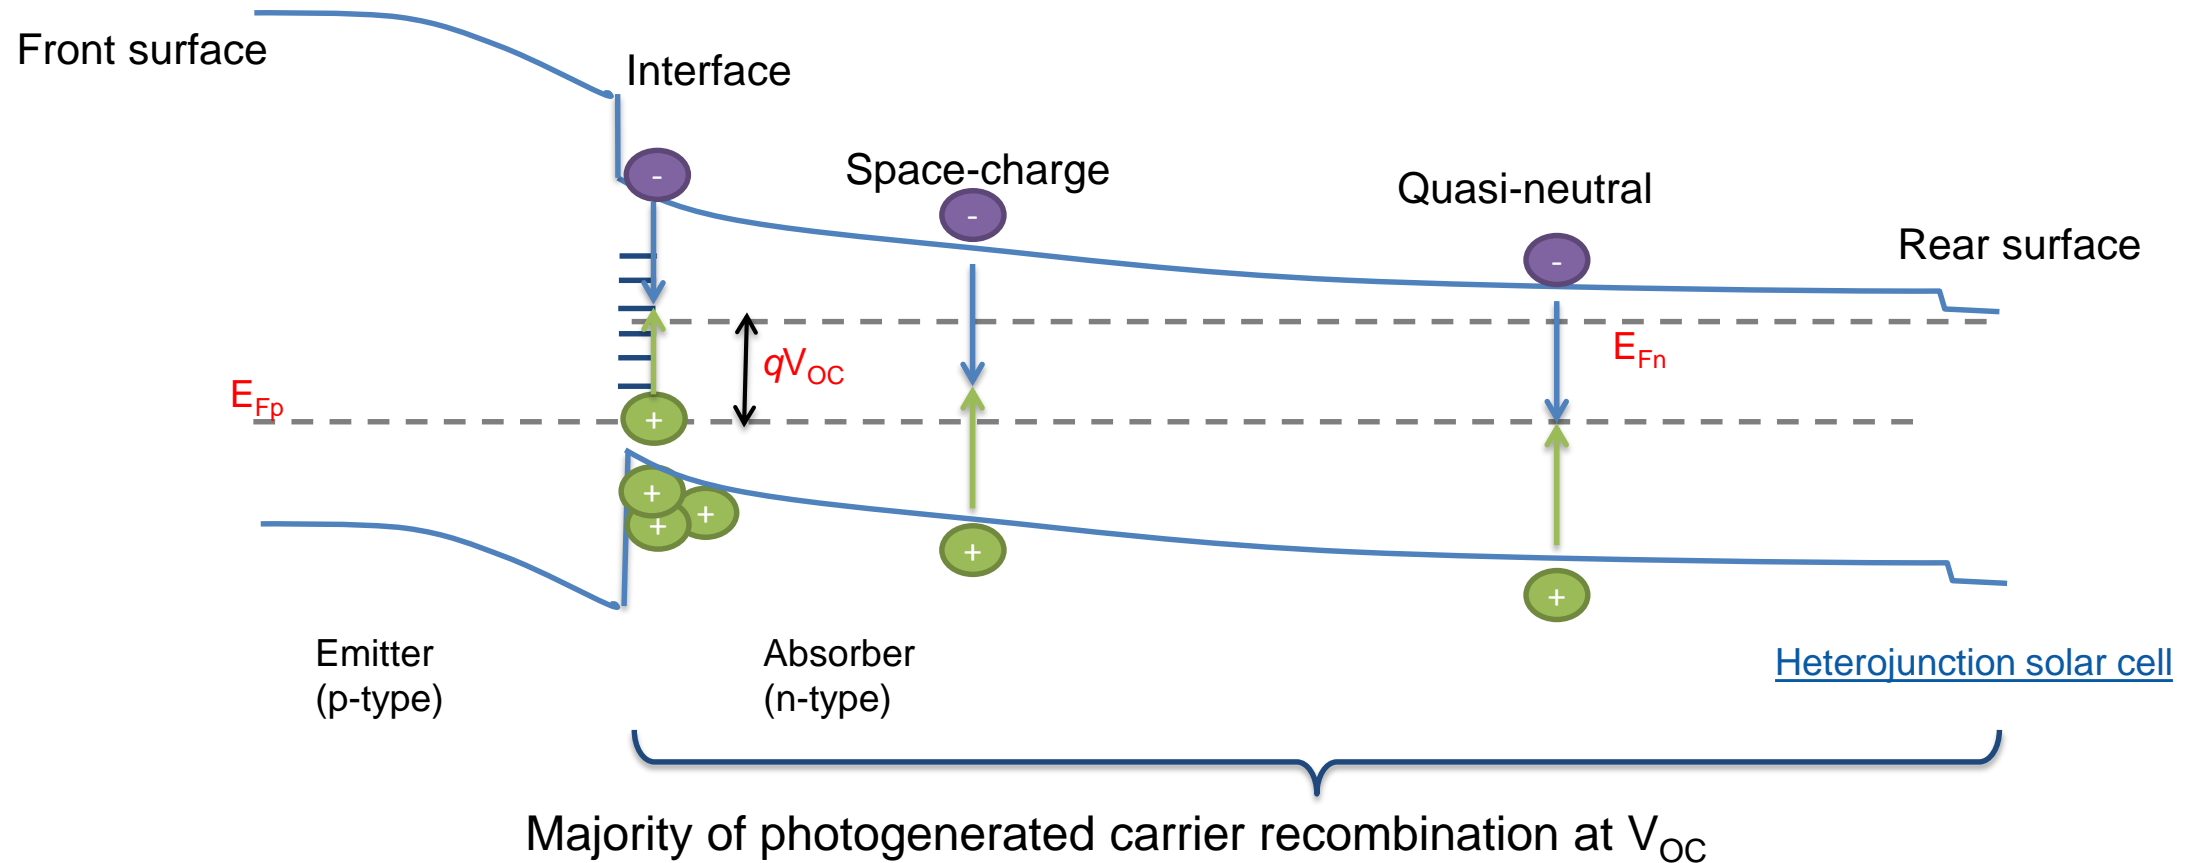 Front surface
Interface
Space-charge
Quasi-neutral
Rear surface
-
-
-
qV_OC
E_Fn
E_Fp
+
+
+
+
+
+
Emitter
(p-type)
Absorber
(n-type)
Heterojunction solar cell
Majority of photogenerated carrier recombination at V_OC